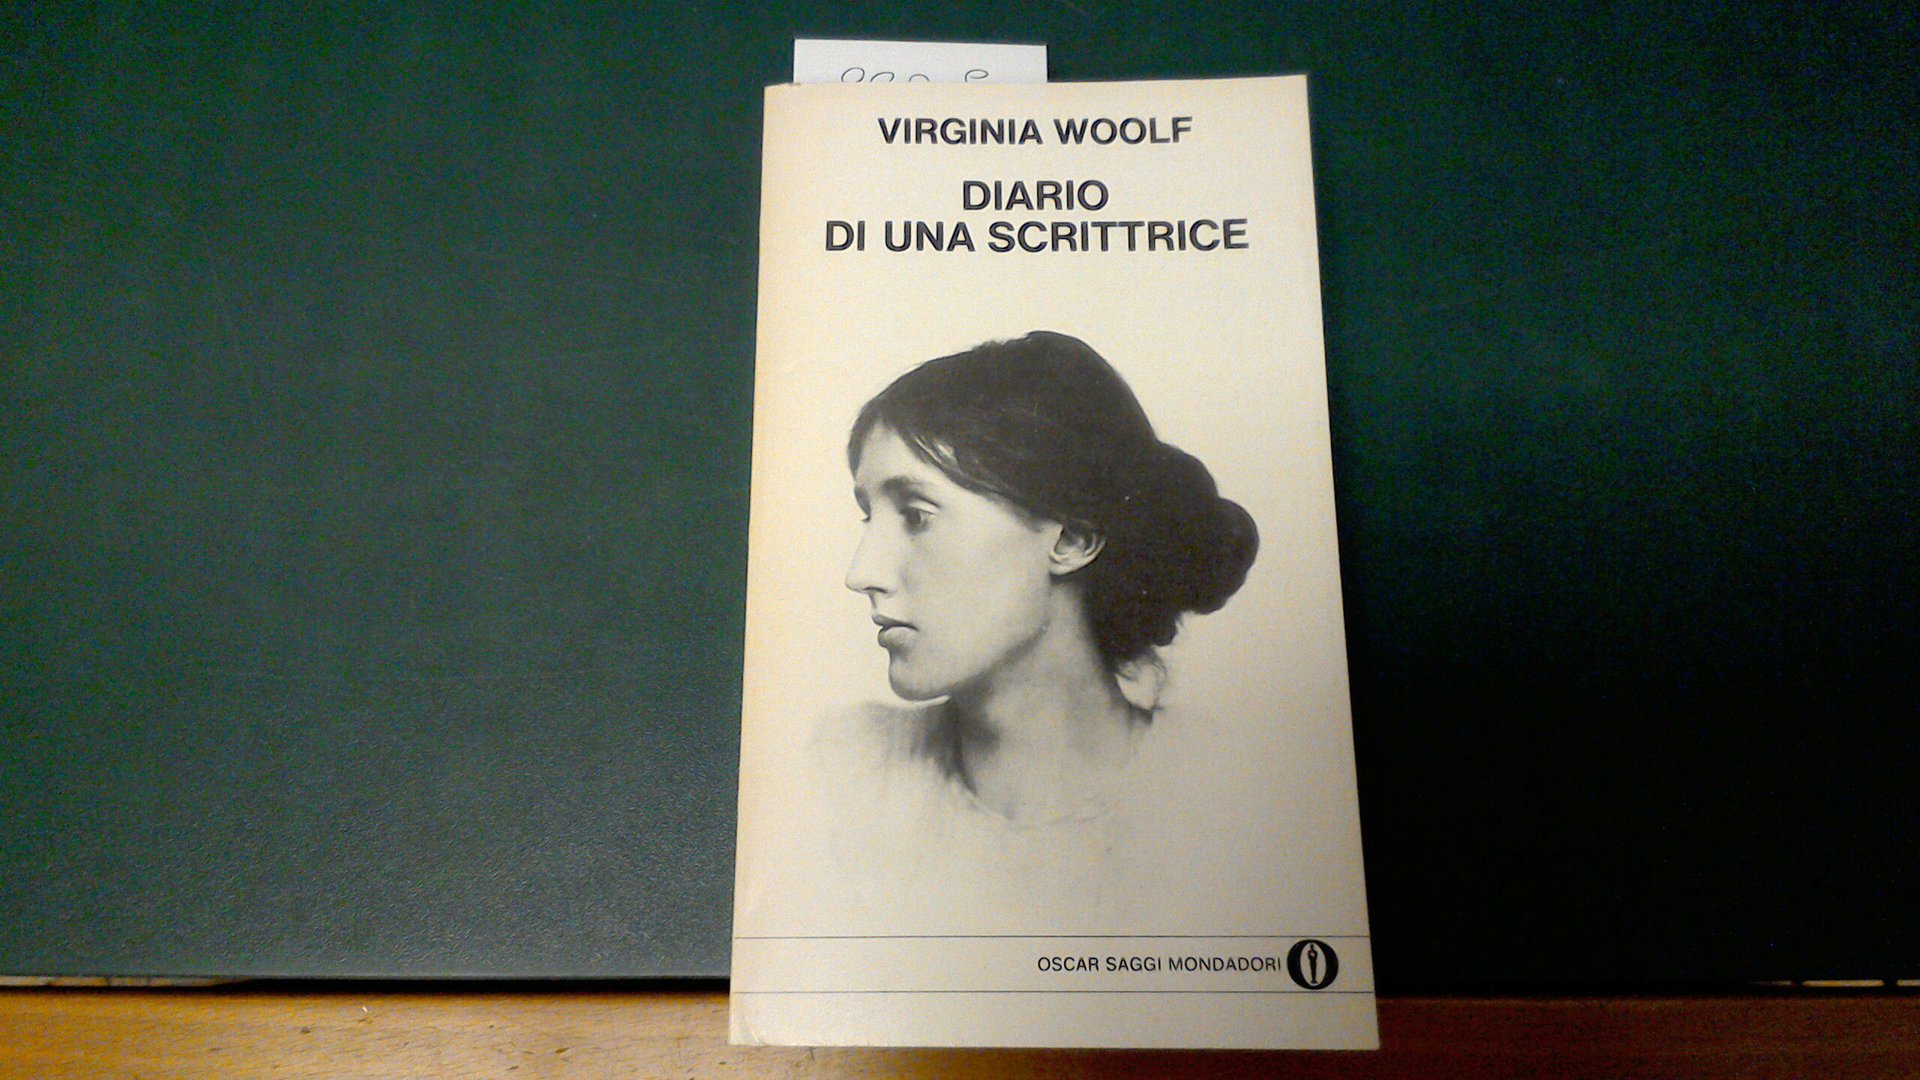 VIRGINIA WOOLF
DIARIO
DI UNA SCRITTRICE
OSCAR SAGGI MONDADORI